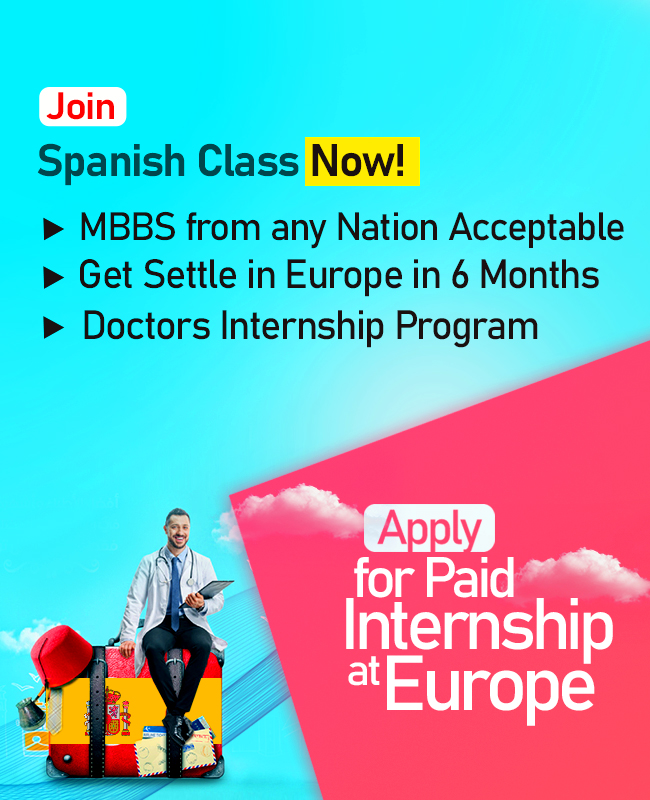 Join
Spanish Class Now!
► MBBS from any Nation Acceptable
► Get Settle in Europe in 6 Months
► Doctors Internship Program
Apply
for Paid
Internship
at Europe